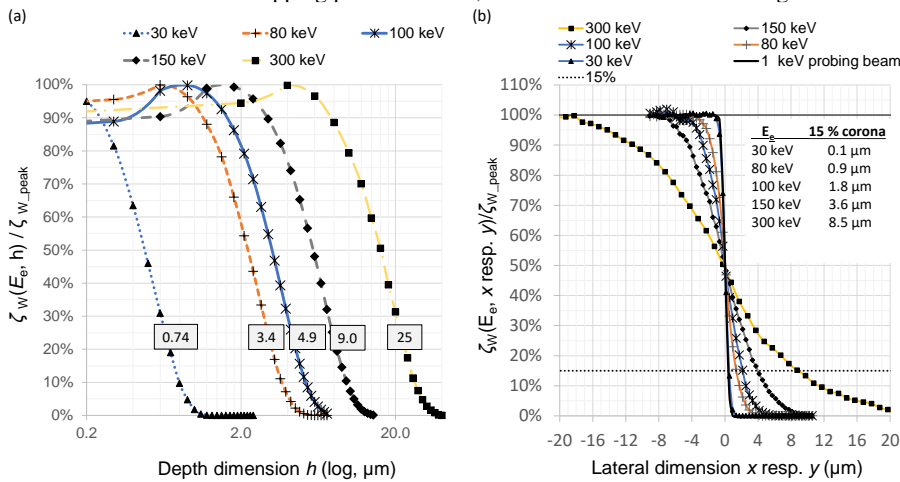 (a)
30 keV
80 keV
100 keV
150 keV
300 keV
ζ W(Ee, h) / ζ W_peak
100%
90%
80%
70%
60%
50%
40%
30%
20%
10%
0%
0.74
3.4
4.9
9.0
25
0.2
2.0
20.0
Depth dimension h (log, µm)
(b)
300 keV
150 keV
100 keV
80 keV
30 keV
1 keV probing beam
15%
ζW(Ee, x resp. y)/ζW_peak
110%
100%
90%
80%
70%
60%
50%
40%
30%
20%
10%
0%
Ee 15 % corona
30 keV 0.1 µm
80 keV 0.9 µm
100 keV 1.8 µm
150 keV 3.6 µm
300 keV 8.5 µm
-20 -16 -12 -8 -4 0 4 8 12 16 20
Lateral dimension x resp. y (µm)